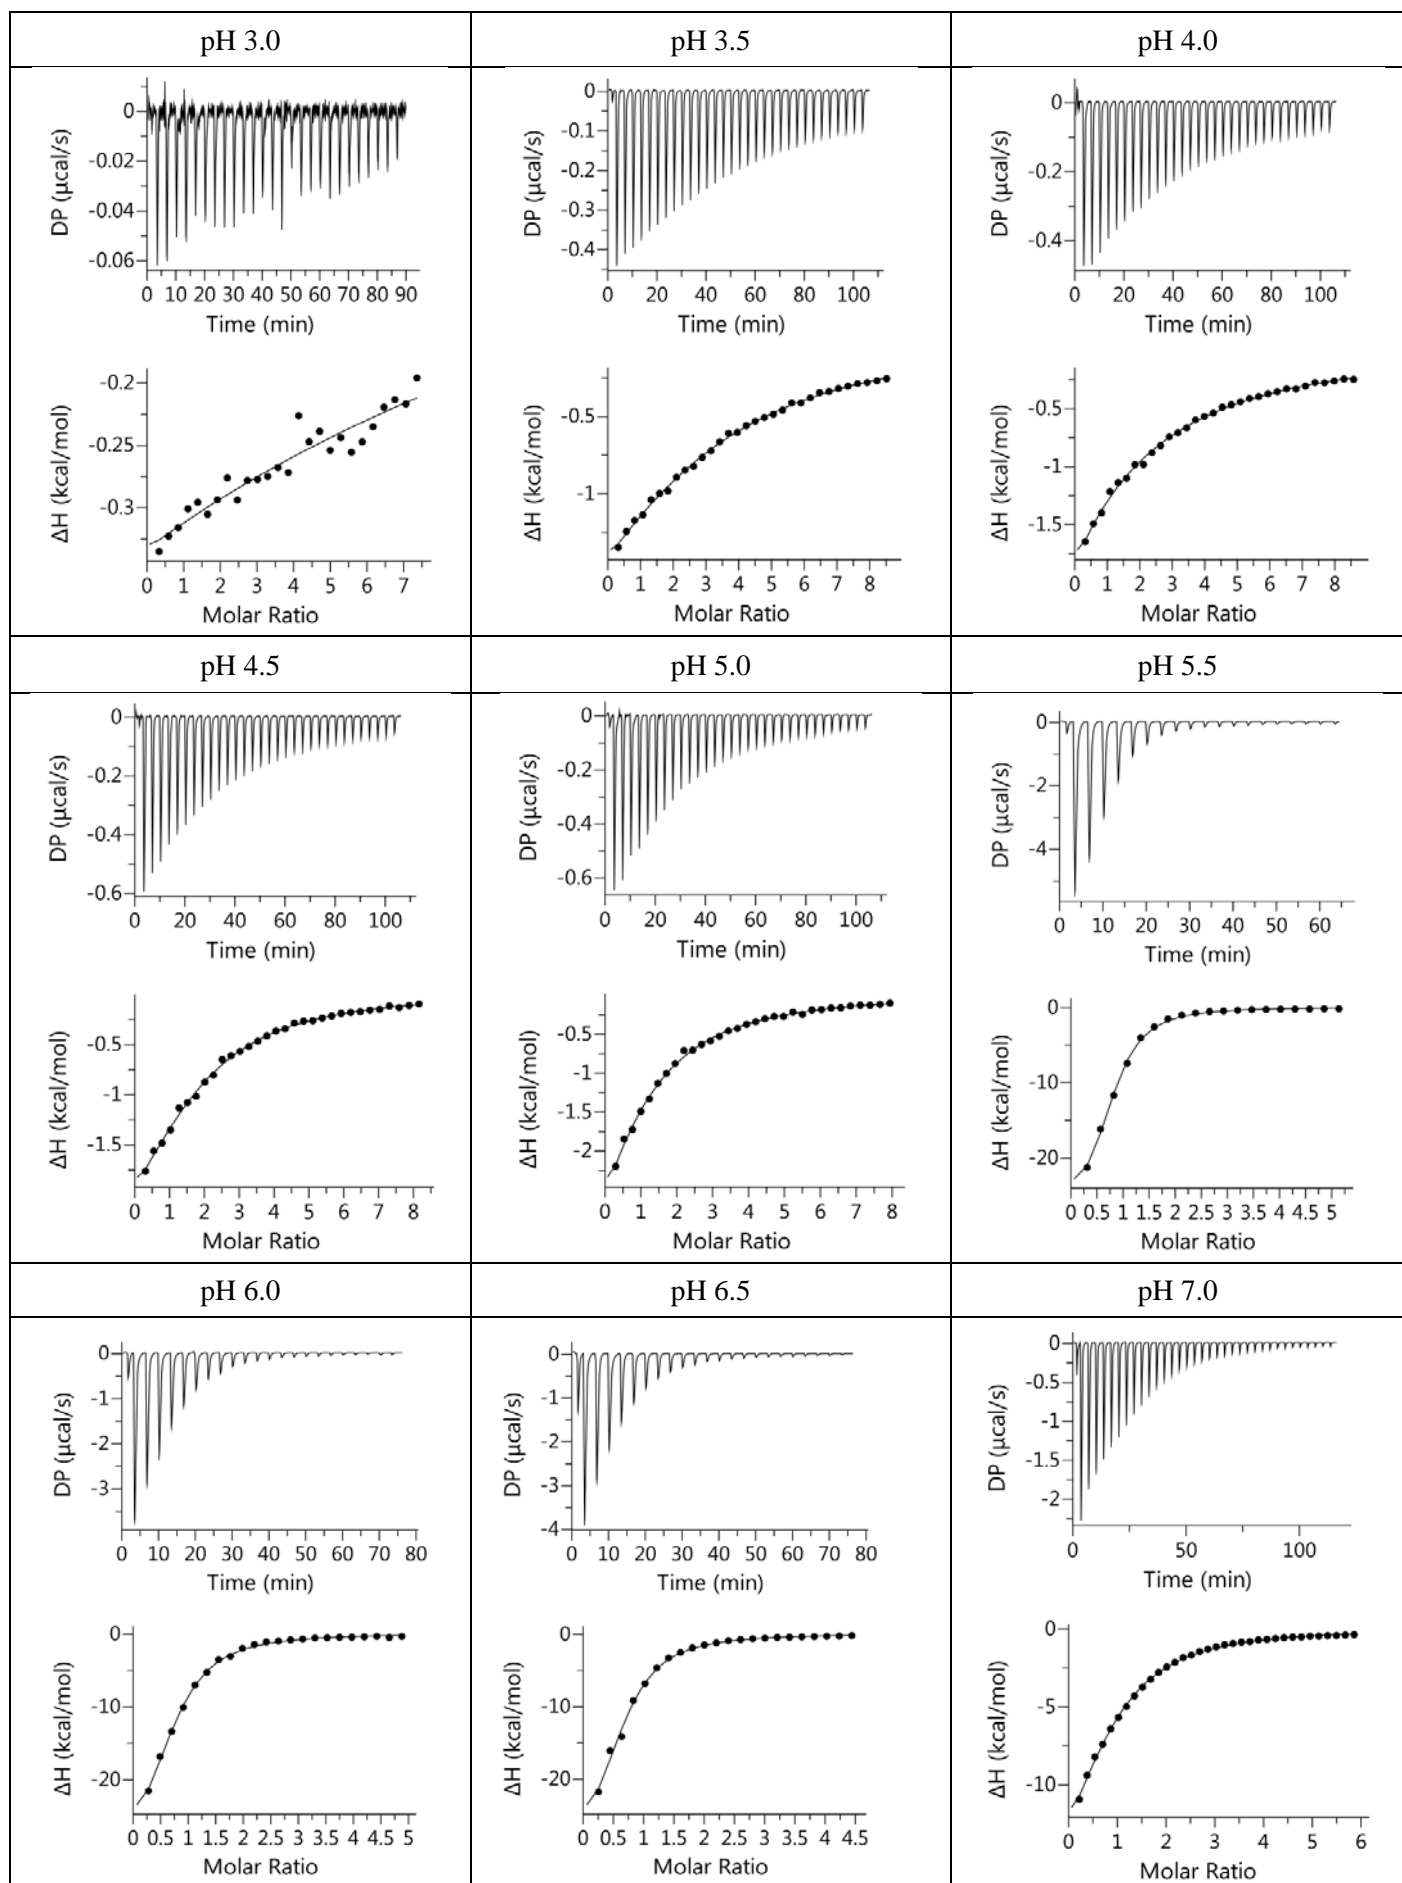 pH 3.0
pH 3.5
pH 4.0
0
-0.02
-0.04
-0.06
DP (µcal/s)
0 10 20 30 40 50 60 70 80 90
Time (min)
-0.2
-0.25
-0.3
ΔH (kcal/mol)
0 1 2 3 4 5 6 7
Molar Ratio
0
-0.1
-0.2
-0.3
-0.4
DP (µcal/s)
0 20 40 60 80 100
Time (min)
-0.5
-1
ΔH (kcal/mol)
0 1 2 3 4 5 6 7 8
Molar Ratio
0
-0.2
-0.4
DP (µcal/s)
0 20 40 60 80 100
Time (min)
-0.5
-1
-1.5
ΔH (kcal/mol)
0 1 2 3 4 5 6 7 8
Molar Ratio
pH 4.5
pH 5.0
pH 5.5
0
-0.2
-0.4
-0.6
DP (µcal/s)
0 20 40 60 80 100
Time (min)
-0.5
-1
-1.5
ΔH (kcal/mol)
0 1 2 3 4 5 6 7 8
Molar Ratio
0
-0.2
-0.4
-0.6
DP (µcal/s)
0 20 40 60 80 100
Time (min)
-0.5
-1
-1.5
-2
ΔH (kcal/mol)
0 1 2 3 4 5 6 7 8
Molar Ratio
0
-2
-4
DP (µcal/s)
0 10 20 30 40 50 60
Time (min)
0
-10
-20
ΔH (kcal/mol)
0 0.5 1 1.5 2 2.5 3 3.5 4 4.5 5
Molar Ratio
pH 6.0
pH 6.5
pH 7.0
0
-1
-2
-3
DP (µcal/s)
0 10 20 30 40 50 60 70 80
Time (min)
0
-10
-20
ΔH (kcal/mol)
0 0.5 1 1.5 2 2.5 3 3.5 4 4.5 5
Molar Ratio
0
-1
-2
-3
-4
DP (µcal/s)
0 10 20 30 40 50 60 70 80
Time (min)
0
-10
-20
ΔH (kcal/mol)
0 0.5 1 1.5 2 2.5 3 3.5 4 4.5
Molar Ratio
0
-0.5
-1
-1.5
-2
DP (µcal/s)
0 50 100
Time (min)
0
-5
-10
ΔH (kcal/mol)
0 1 2 3 4 5 6
Molar Ratio